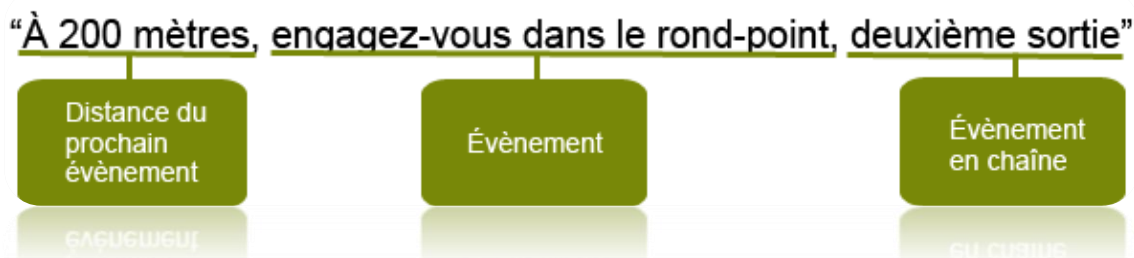 “À 200 mètres, engagez-vous dans le rond-point, deuxième sortie”
Distance du
prochain
évènement
Évènement
Évènement
en chaîne